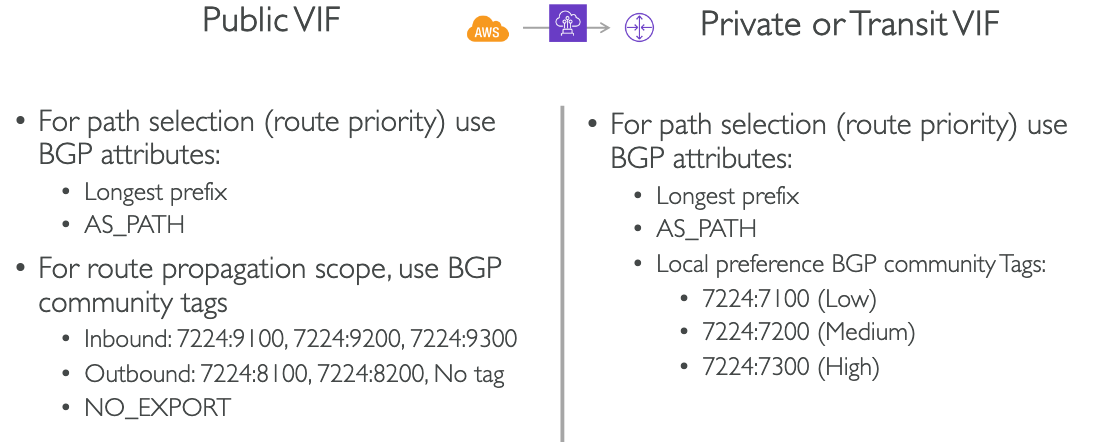 Public VIF
AWS
Private or Transit VIF
• For path selection (route priority) use
BGP attributes:
• Longest prefix
• AS_PATH
• For route propagation scope, use BGP
community tags
• Inbound: 7224:9100, 7224:9200, 7224:9300
• Outbound: 7224:8100, 7224:8200, No tag
• NO_EXPORT
• For path selection (route priority) use
BGP attributes:
• Longest prefix
• AS_PATH
• Local preference BGP community Tags:
• 7224:7100 (Low)
• 7224:7200 (Medium)
• 7224:7300 (High)